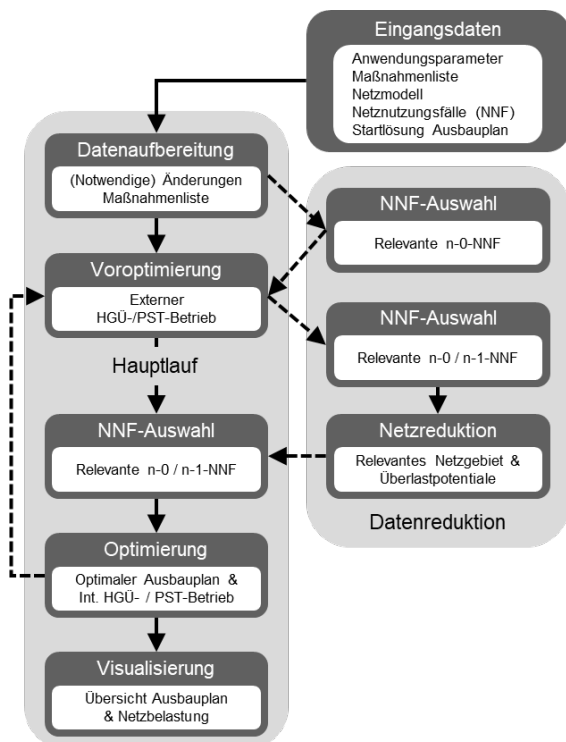 Eingangsdaten
Anwendungsparameter
Maßnahmenliste
Netzmodell
Netznutzungsfälle (NNF)
Startlösung Ausbauplan
Datenaufbereitung
(Notwendige) Änderungen
Maßnahmenliste
Voroptimierung
Externer
HGÜ-/PST-Betrieb
Hauptlauf
NNF-Auswahl
Relevante n-0 / n-1-NNF
Optimierung
Optimaler Ausbauplan &
Int. HGÜ- / PST-Betrieb
Visualisierung
Übersicht Ausbauplan
& Netzbelastung
NNF-Auswahl
Relevante n-0-NNF
NNF-Auswahl
Relevante n-0 / n-1-NNF
Netzreduktion
Relevantes Netzgebiet &
Überlastpotentiale
Datenreduktion